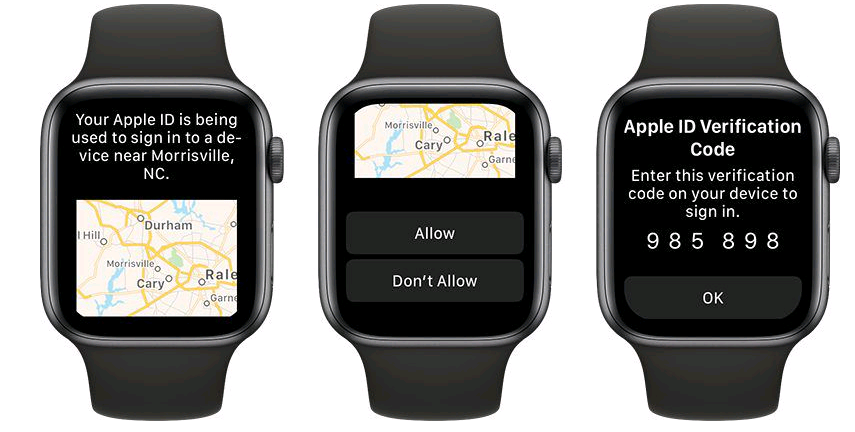 Your Apple ID is being
used to sign in to a de-
vice near Morrisville,
NC.
Durham
l Hill
Morrisville
Cary
Rale
Garne
Morrisville
Cary
Rale
Garne
Allow
Don't Allow
Apple ID Verification
Code
Enter this verification
code on your device to
sign in.
985 898
OK